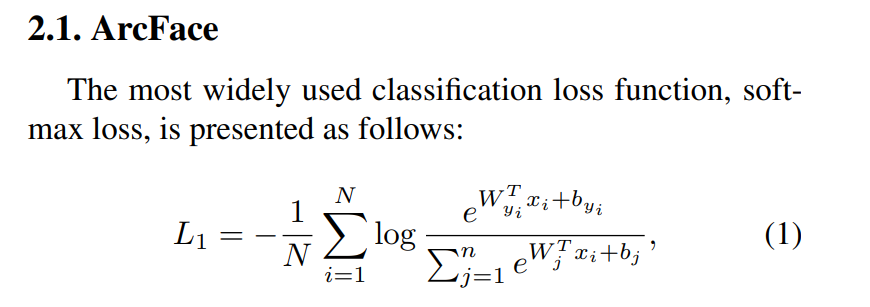 2.1. ArcFace
The most widely used classification loss function, soft-
max loss, is presented as follows:
L_1 = -\frac{1}{N} \sum_{i=1}^{N} \log \frac{e^{W_{y_i}^T x_i + b_{y_i}}}{\sum_{j=1}^{n} e^{W_j^T x_i + b_j}}, (1)